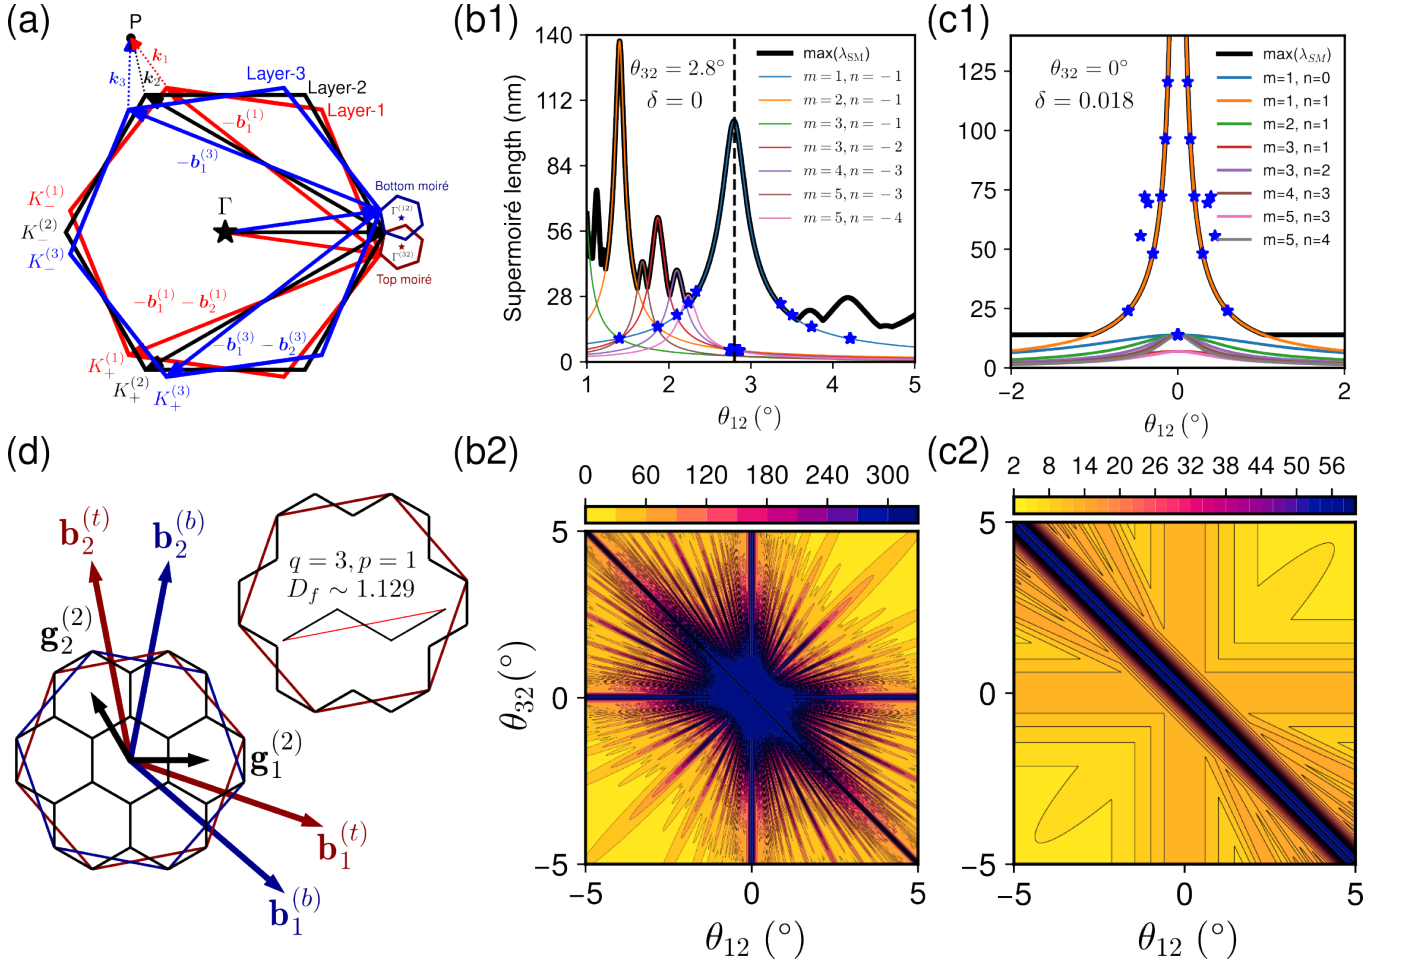 (a)
P
k₁
k₂
k₃
Layer-3
Layer-2
Layer-1
−b₁⁽¹⁾
−b₁⁽³⁾
Γ
K₋⁽¹⁾
K₋⁽²⁾
K₋⁽³⁾
Bottom moiré
Γ⁽¹²⁾
Γ⁽³²⁾
Top moiré
−b₁⁽¹⁾ − b₂⁽¹⁾
−b₁⁽³⁾ − b₂⁽³⁾
K₊⁽¹⁾
K₊⁽²⁾
K₊⁽³⁾
(b1)
Supermoiré length (nm)
140
112
84
56
28
0
θ₃₂ = 2.8°
δ = 0
max(λ_SM)
m = 1, n = −1
m = 2, n = −1
m = 3, n = −1
m = 3, n = −2
m = 4, n = −3
m = 5, n = −3
m = 5, n = −4
1 2 3 4 5
θ₁₂ (°)
(c1)
125
100
75
50
25
0
θ₃₂ = 0°
δ = 0.018
max(λ_SM)
m=1, n=0
m=1, n=1
m=2, n=1
m=3, n=1
m=3, n=2
m=4, n=3
m=5, n=3
m=5, n=4
−2 0 2
θ₁₂ (°)
(d)
b₂⁽ᵗ⁾
b₂⁽ᵇ⁾
g₂⁽²⁾
g₁⁽²⁾
b₁⁽ᵗ⁾
b₁⁽ᵇ⁾
q = 3, p = 1
D_f ∼ 1.129
(b2)
0 60 120 180 240 300
5
0
−5
θ₃₂ (°)
−5 0 5
θ₁₂ (°)
(c2)
2 8 14 20 26 32 38 44 50 56
5
0
−5
−5 0 5
θ₁₂ (°)